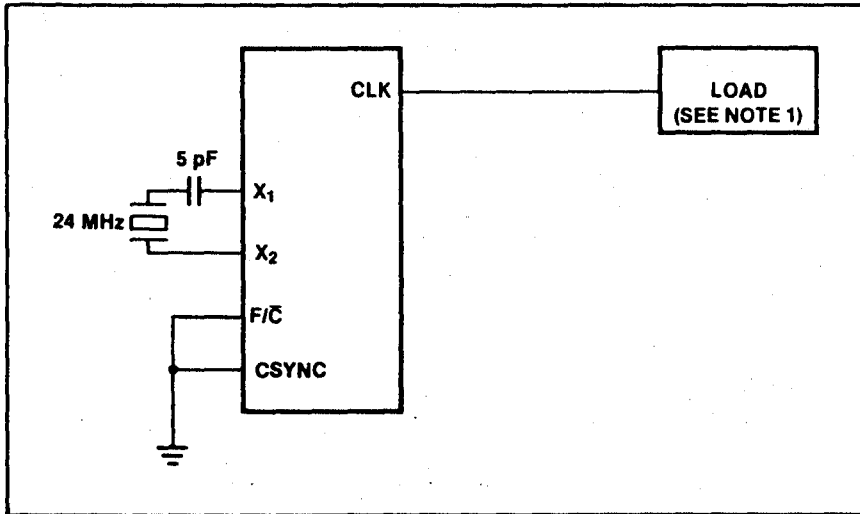 CLK
LOAD
(SEE NOTE 1)
5 pF
X₁
24 MHz
X₂
F/C̅
CSYNC